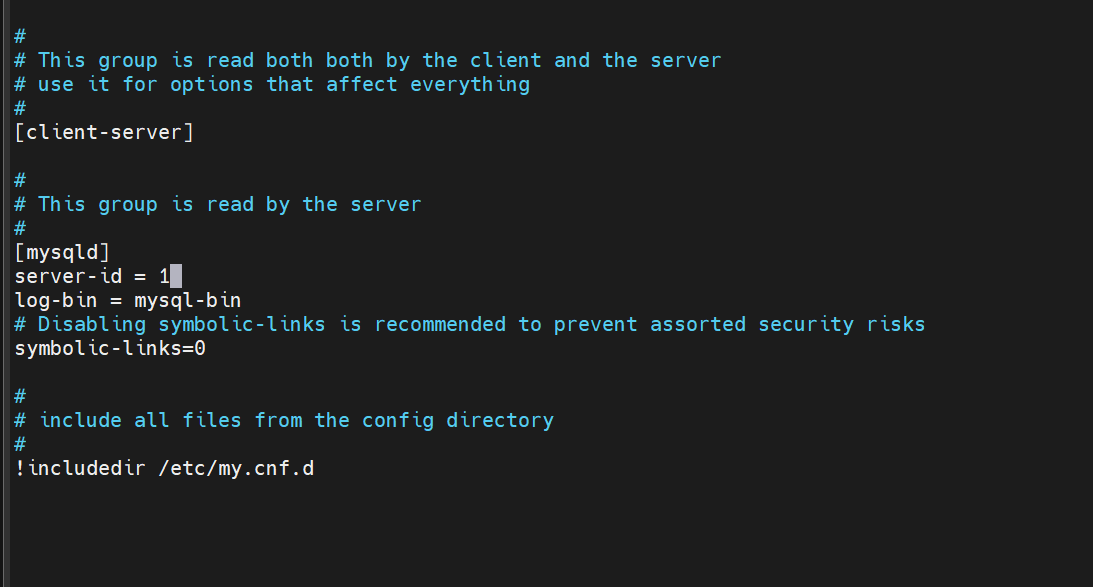 #
# This group is read both both by the client and the server
# use it for options that affect everything
#
[client-server]
#
# This group is read by the server
#
[mysqld]
server-id = 1
log-bin = mysql-bin
# Disabling symbolic-links is recommended to prevent assorted security risks
symbolic-links=0
#
# include all files from the config directory
#
!includedir /etc/my.cnf.d